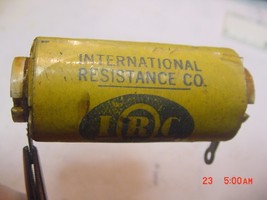 INTERNATIONAL
RESISTANCE CO.
IRC
23 5:00AM